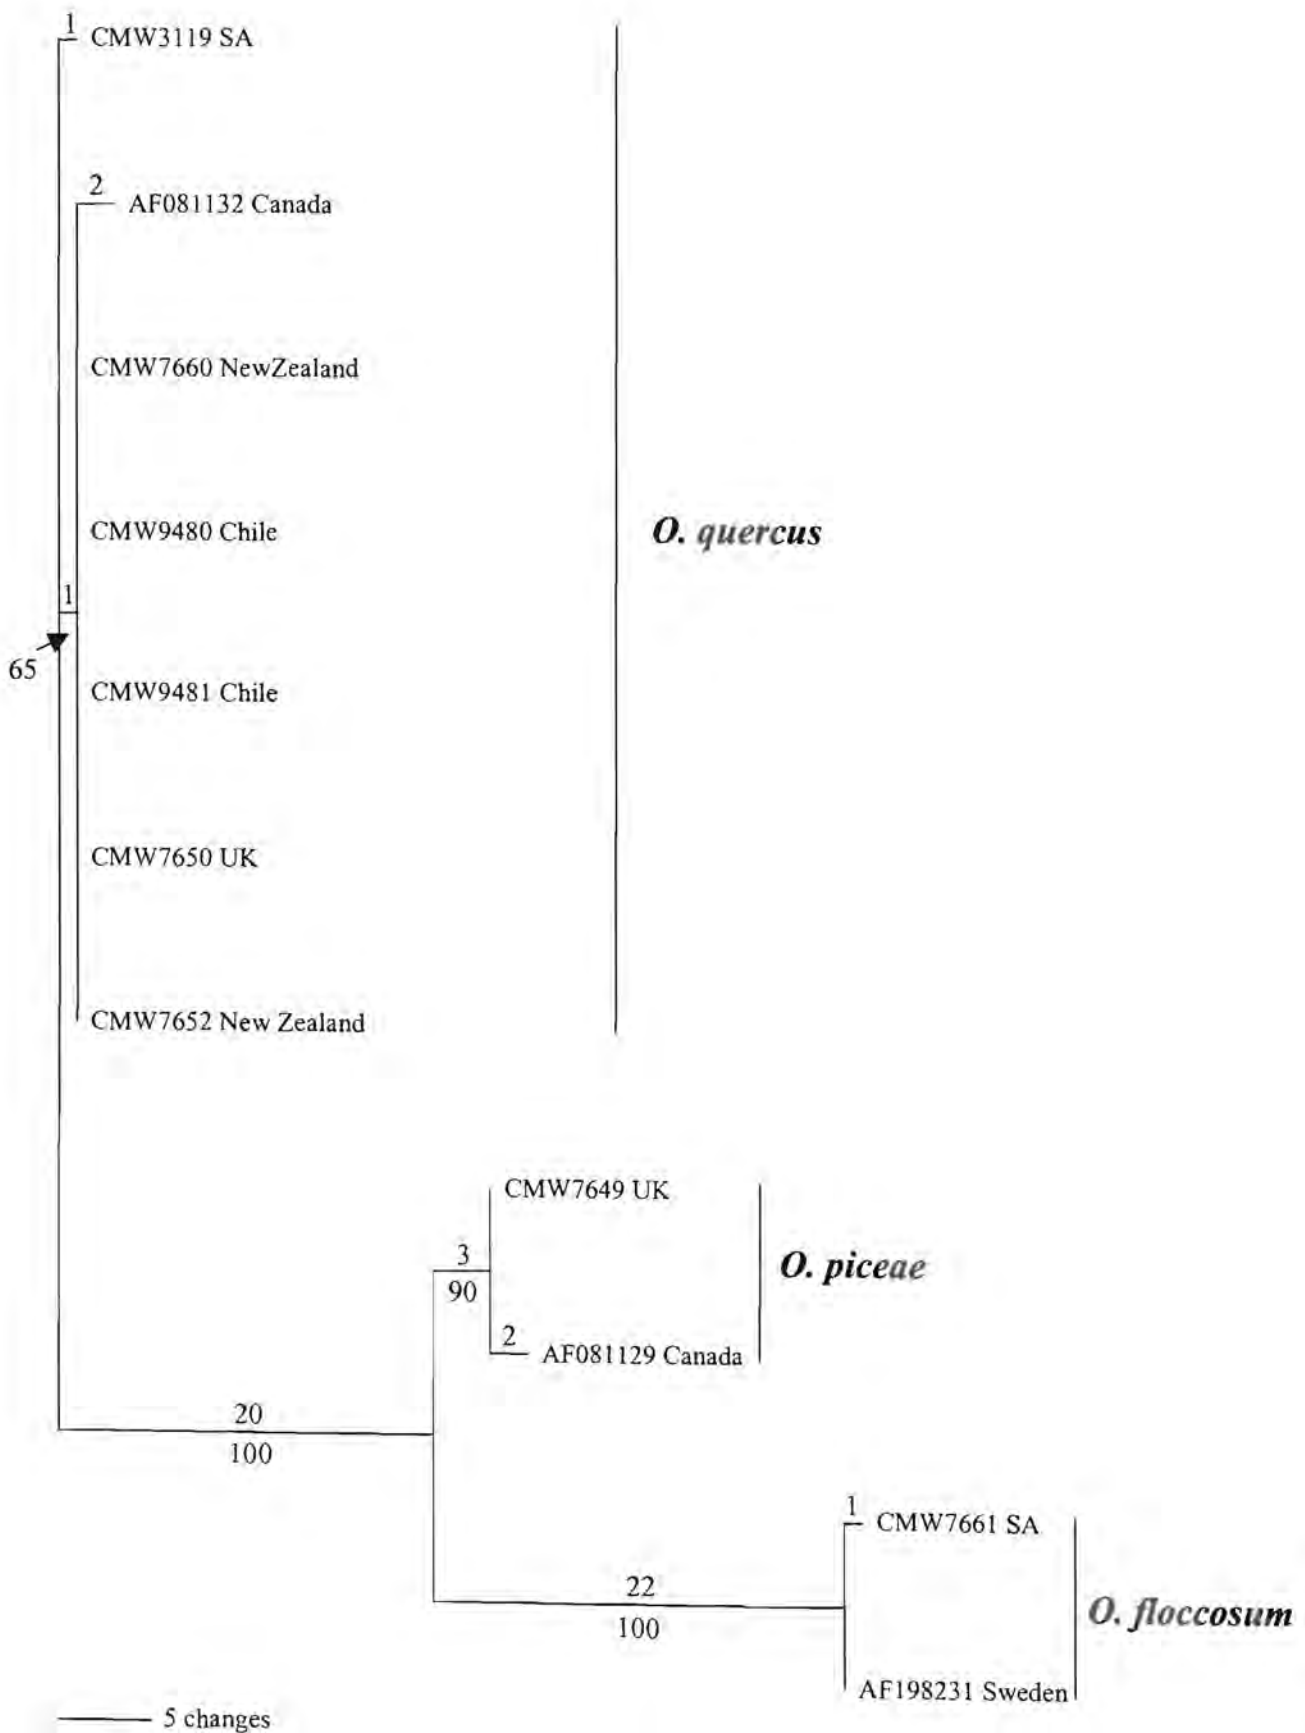 1
CMW3119 SA
2
AF081132 Canada
CMW7660 NewZealand
CMW9480 Chile
O. quercus
1
65
CMW9481 Chile
CMW7650 UK
CMW7652 New Zealand
CMW7649 UK
3
90
O. piceae
2
AF081129 Canada
20
100
1
CMW7661 SA
22
100
O. floccosum
AF198231 Sweden
5 changes